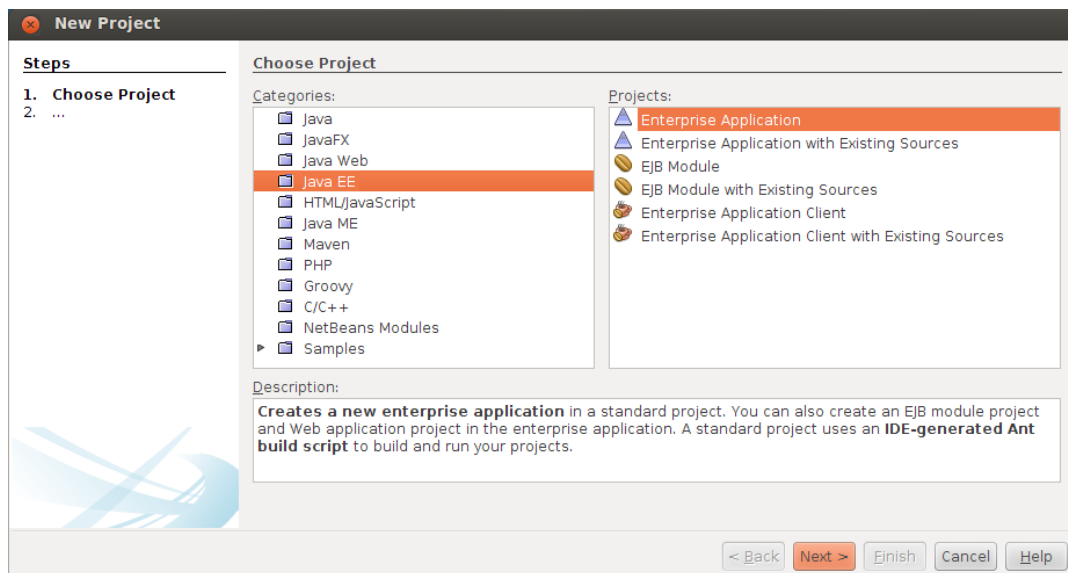 New Project
Steps
1. Choose Project
2. ...
Choose Project
Categories:
Java
JavaFX
Java Web
Java EE
HTML/JavaScript
Java ME
Maven
PHP
Groovy
C/C++
NetBeans Modules
Samples
Projects:
Enterprise Application
Enterprise Application with Existing Sources
EJB Module
EJB Module with Existing Sources
Enterprise Application Client
Enterprise Application Client with Existing Sources
Description:
Creates a new enterprise application in a standard project. You can also create an EJB module project
and Web application project in the enterprise application. A standard project uses an IDE-generated Ant
build script to build and run your projects.
< Back
Next >
Finish
Cancel
Help